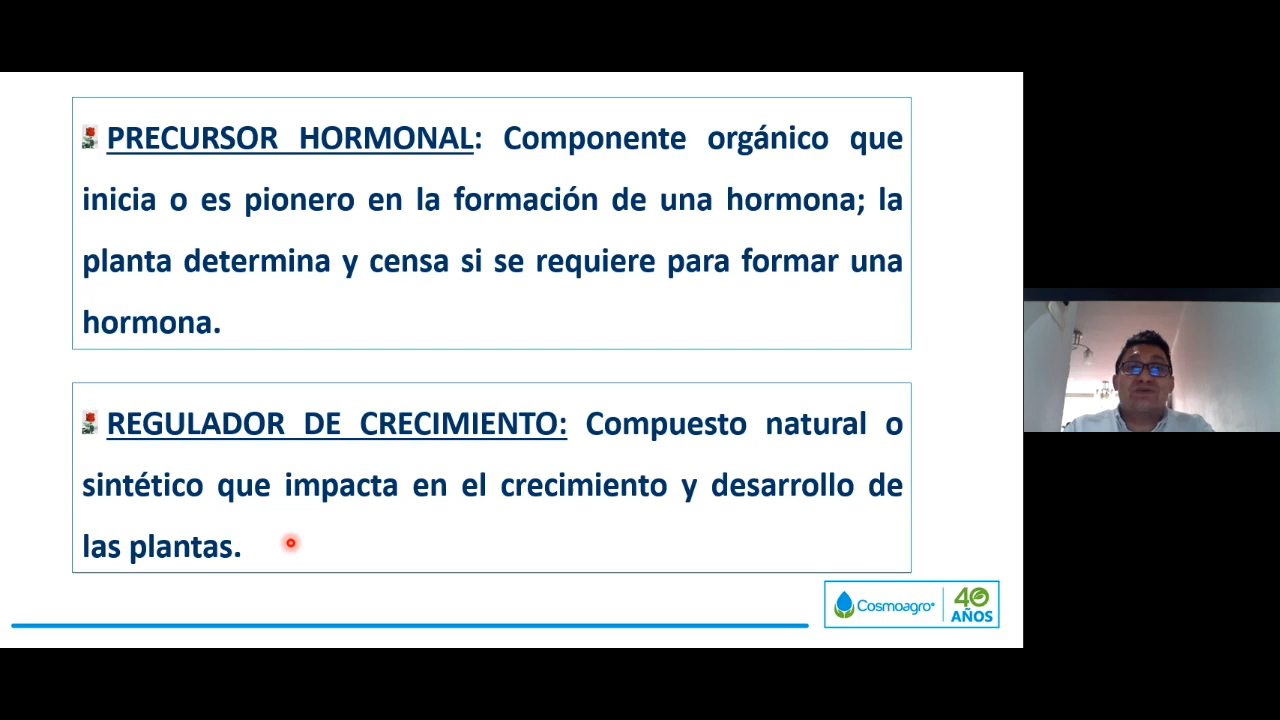 PRECURSOR HORMONAL: Componente orgánico que
inicia o es pionero en la formación de una hormona; la
planta determina y censa si se requiere para formar una
hormona.
REGULADOR DE CRECIMIENTO: Compuesto natural o
sintético que impacta en el crecimiento y desarrollo de
las plantas.
Cosmoagro
40
AÑOS